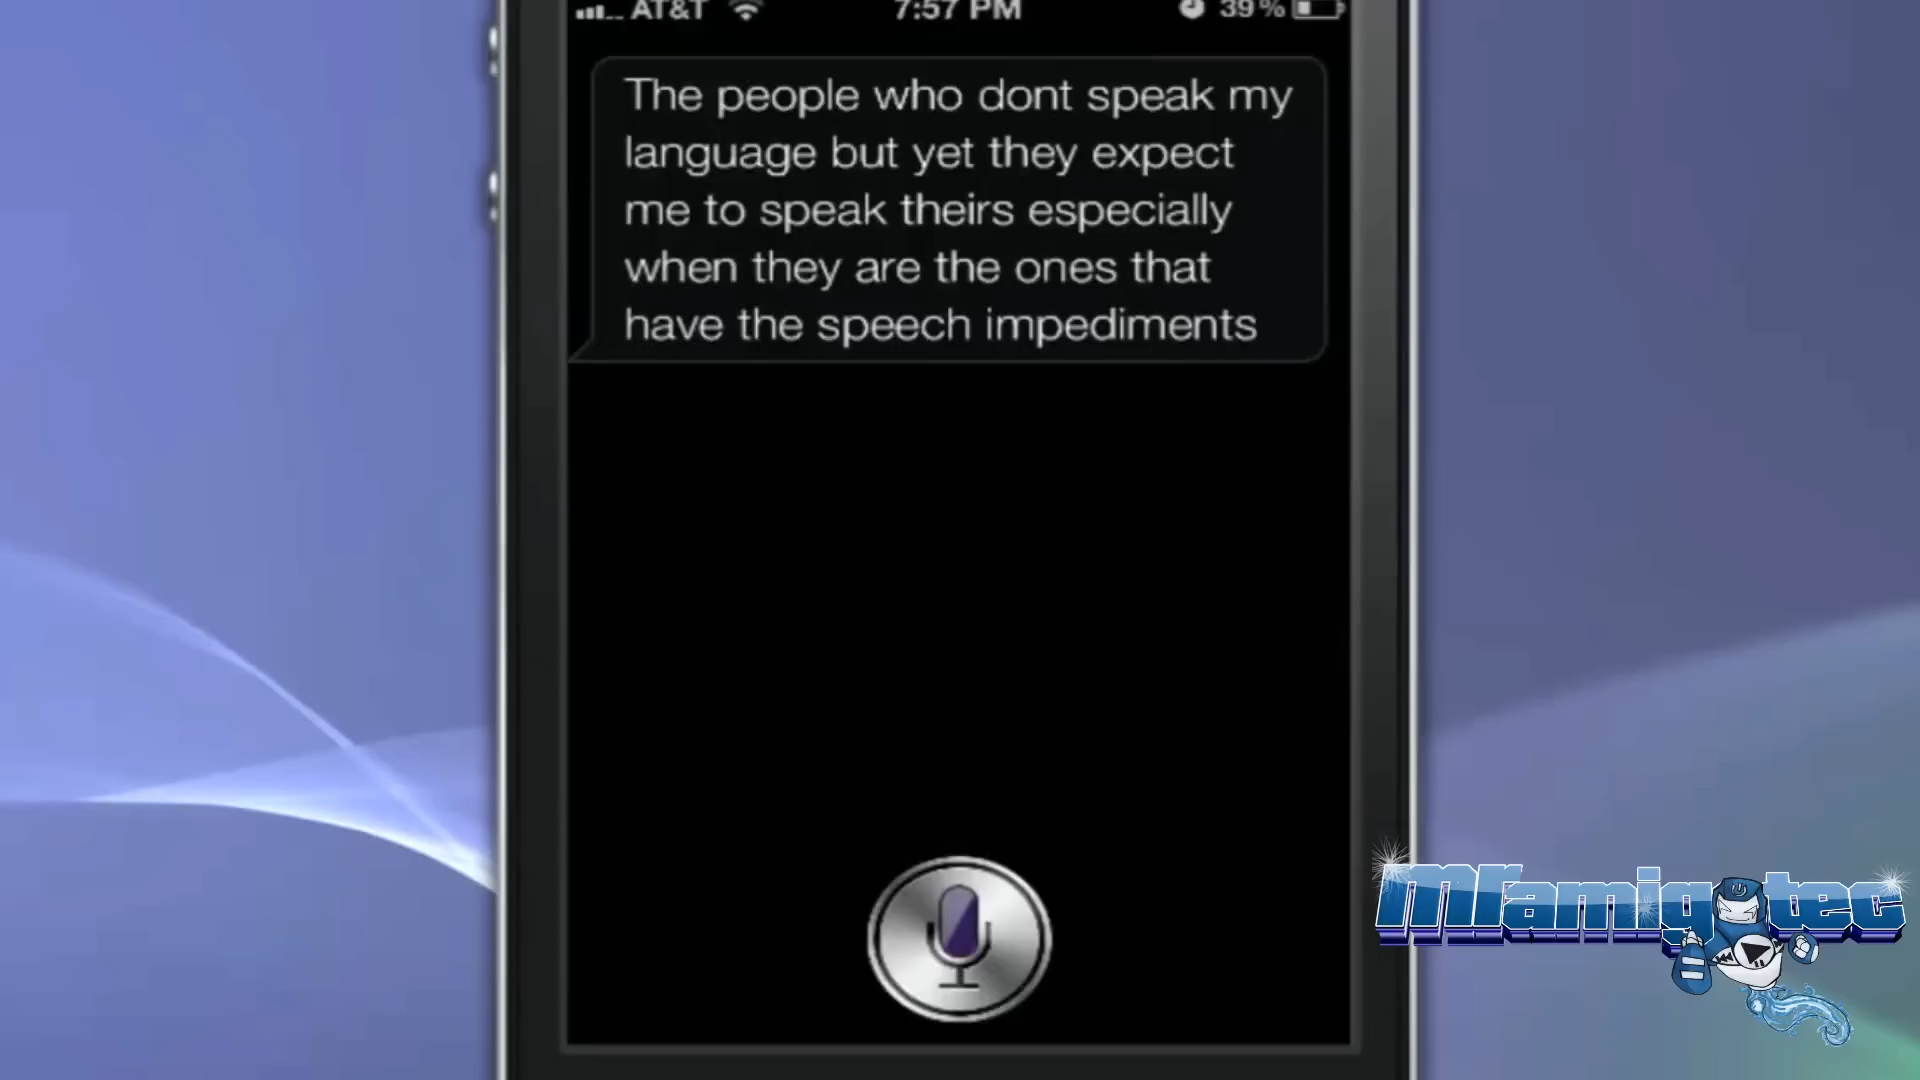 AT&T 7:57 PM 39%
The people who dont speak my
language but yet they expect
me to speak theirs especially
when they are the ones that
have the speech impediments
mramigotec